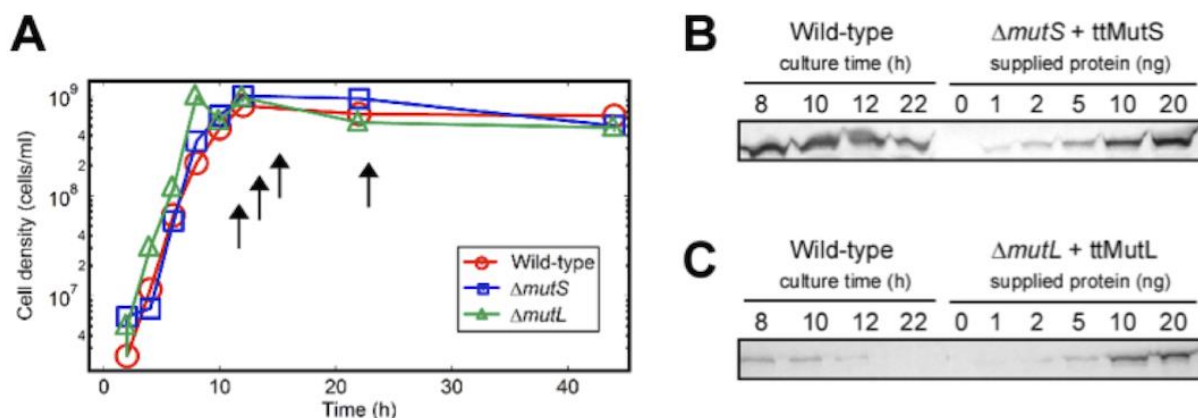 A
10⁹
4
2
10⁸
4
2
10⁷
4
Cell density (cells/ml)
0 10 20 30 40
Time (h)
Wild-type
ΔmutS
ΔmutL
B
Wild-type ΔmutS + ttMutS
culture time (h) supplied protein (ng)
8 10 12 22 0 1 2 5 10 20
C
Wild-type ΔmutL + ttMutL
culture time (h) supplied protein (ng)
8 10 12 22 0 1 2 5 10 20